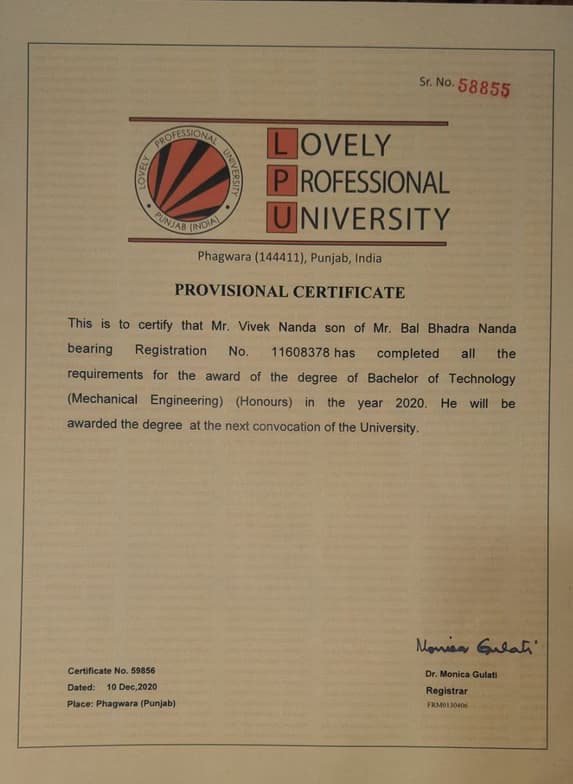 Sr. No. 58855
LOVELY PROFESSIONAL UNIVERSITY
PUNJAB (INDIA)
LOVELY
PROFESSIONAL
UNIVERSITY
Phagwara (144411), Punjab, India
PROVISIONAL CERTIFICATE
This is to certify that Mr. Vivek Nanda son of Mr. Bal Bhadra Nanda
bearing Registration No. 11608378 has completed all the
requirements for the award of the degree of Bachelor of Technology
(Mechanical Engineering) (Honours) in the year 2020. He will be
awarded the degree at the next convocation of the University.
Monica Gulati
Certificate No. 59856
Dated: 10 Dec,2020
Place: Phagwara (Punjab)
Dr. Monica Gulati
Registrar
FRM0130406